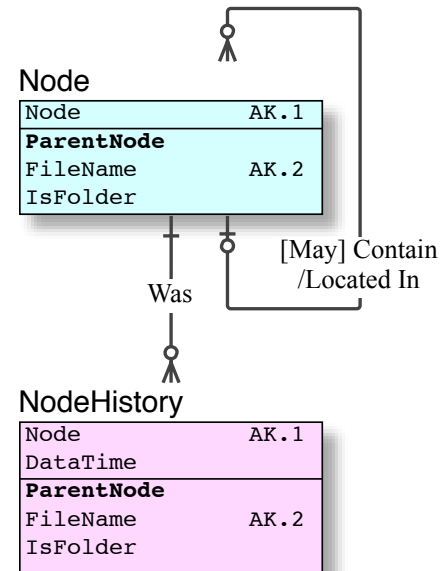 Node
Node AK.1
ParentNode
FileName AK.2
IsFolder
[May] Contain
/Located In
Was
NodeHistory
Node AK.1
DataTime
ParentNode
FileName AK.2
IsFolder